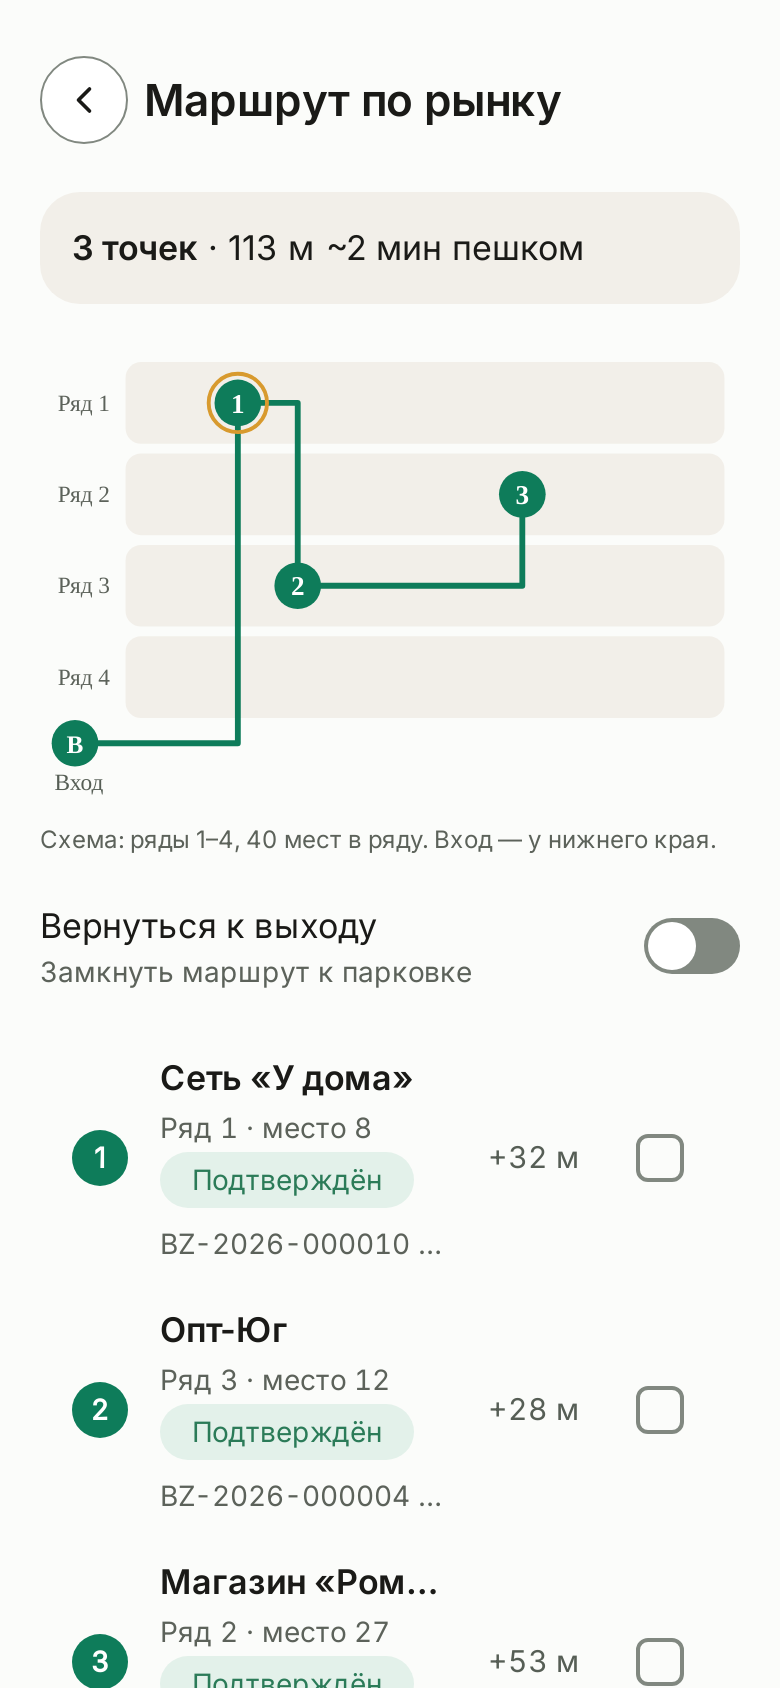 Маршрут по рынку
3 точек · 113 м ~2 мин пешком
Ряд 1
1
Ряд 2
3
Ряд 3
2
Ряд 4
В
Вход
Схема: ряды 1–4, 40 мест в ряду. Вход — у нижнего края.
Вернуться к выходу
Замкнуть маршрут к парковке
Сеть «У дома»
Ряд 1 · место 8
1
+32 м
Подтверждён
BZ-2026-000010 ...
Опт-Юг
Ряд 3 · место 12
2
+28 м
Подтверждён
BZ-2026-000004 ...
Магазин «Ром...
Ряд 2 · место 27
3
+53 м
Подтверждён